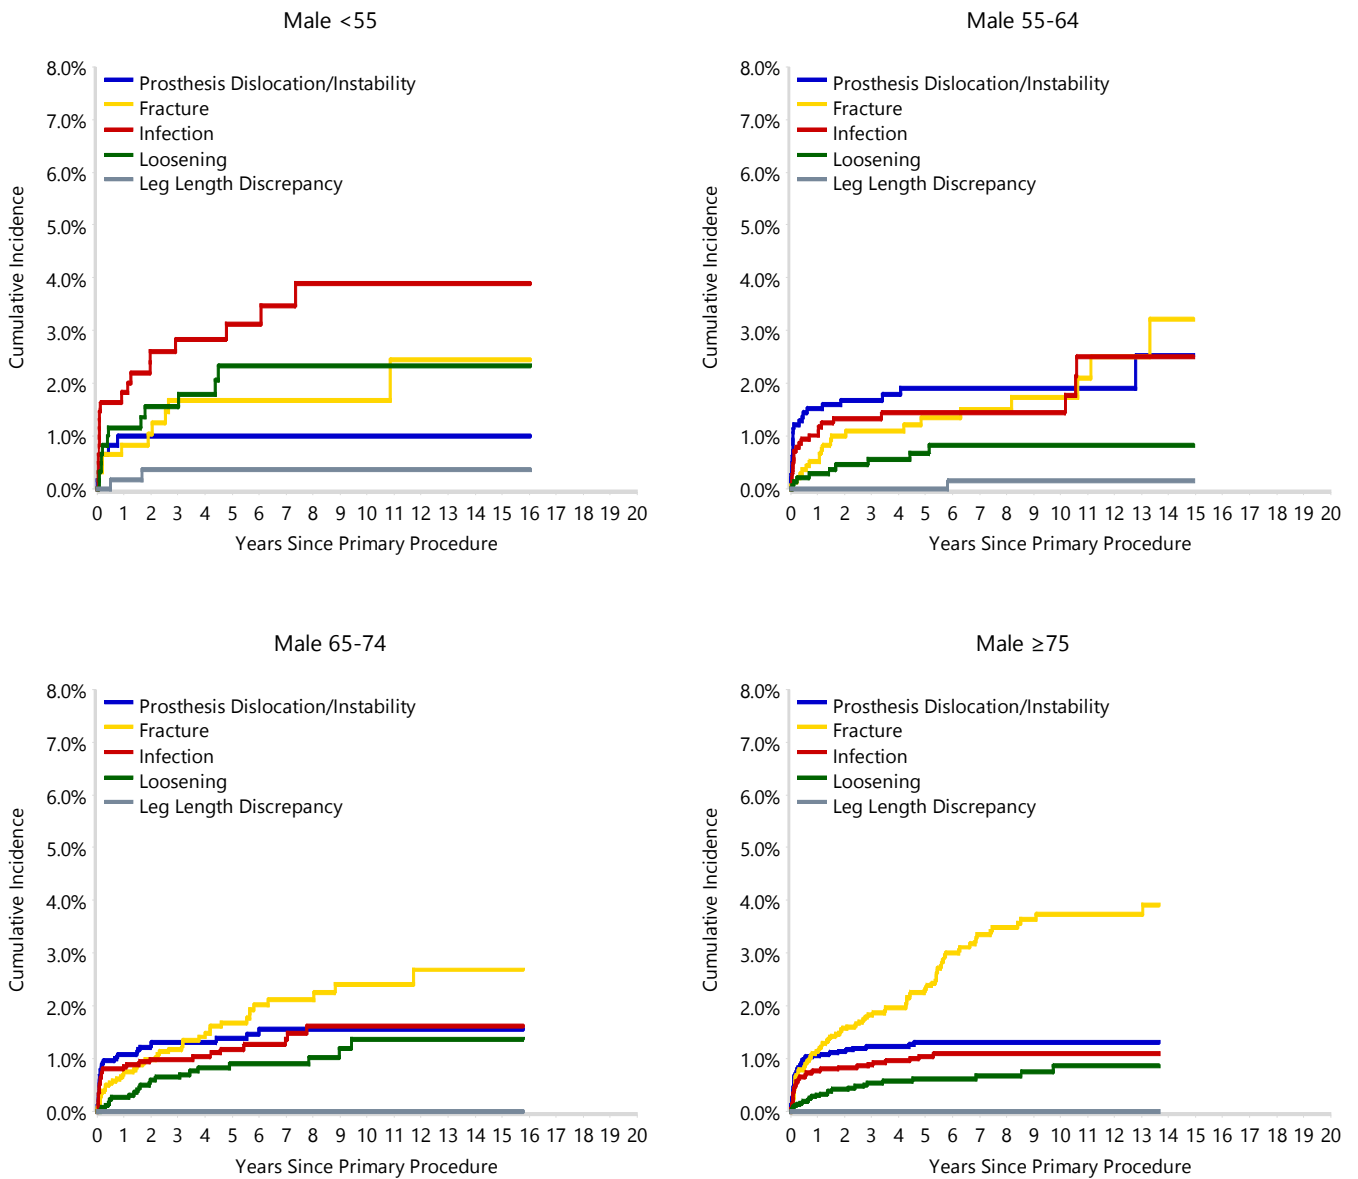 Male <55
8.0%
7.0%
6.0%
5.0%
4.0%
3.0%
2.0%
1.0%
0.0%
Cumulative Incidence
Prosthesis Dislocation/Instability
Fracture
Infection
Loosening
Leg Length Discrepancy
0 1 2 3 4 5 6 7 8 9 10 11 12 13 14 15 16 17 18 19 20
Years Since Primary Procedure
Male 55-64
8.0%
7.0%
6.0%
5.0%
4.0%
3.0%
2.0%
1.0%
0.0%
Cumulative Incidence
Prosthesis Dislocation/Instability
Fracture
Infection
Loosening
Leg Length Discrepancy
0 1 2 3 4 5 6 7 8 9 10 11 12 13 14 15 16 17 18 19 20
Years Since Primary Procedure
Male 65-74
8.0%
7.0%
6.0%
5.0%
4.0%
3.0%
2.0%
1.0%
0.0%
Cumulative Incidence
Prosthesis Dislocation/Instability
Fracture
Infection
Loosening
Leg Length Discrepancy
0 1 2 3 4 5 6 7 8 9 10 11 12 13 14 15 16 17 18 19 20
Years Since Primary Procedure
Male ≥75
8.0%
7.0%
6.0%
5.0%
4.0%
3.0%
2.0%
1.0%
0.0%
Cumulative Incidence
Prosthesis Dislocation/Instability
Fracture
Infection
Loosening
Leg Length Discrepancy
0 1 2 3 4 5 6 7 8 9 10 11 12 13 14 15 16 17 18 19 20
Years Since Primary Procedure